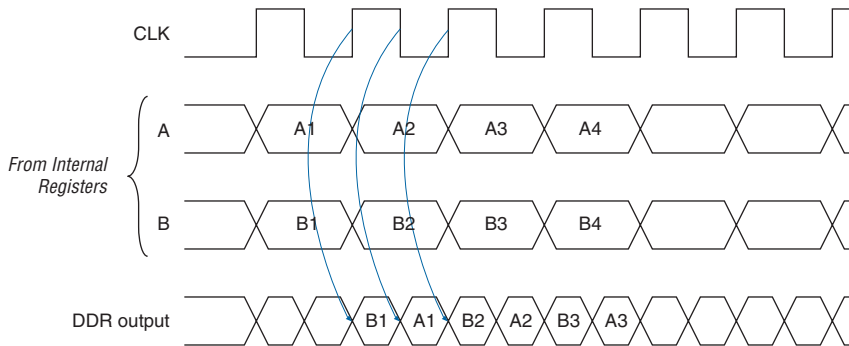 CLK
A
A1 A2 A3 A4
From Internal
Registers
B
B1 B2 B3 B4
DDR output
B1 A1 B2 A2 B3 A3